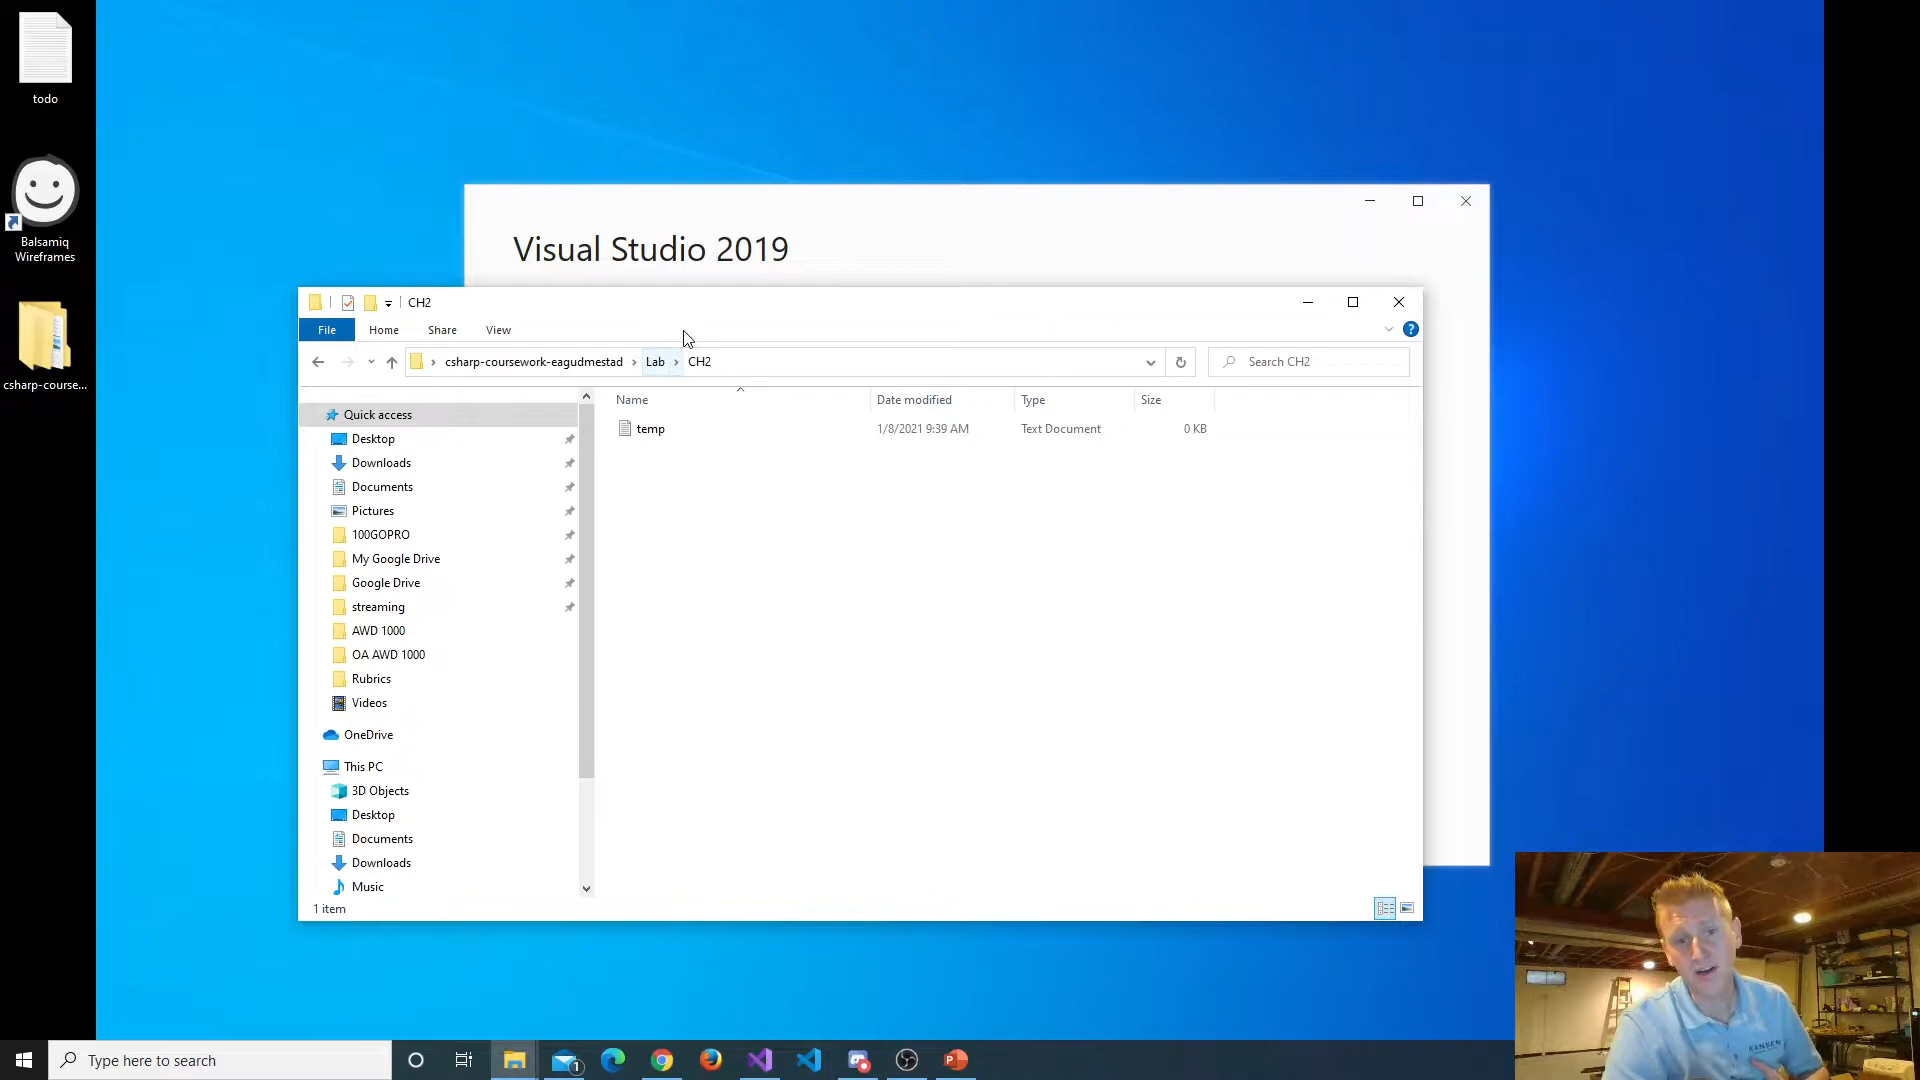 todo
Balsamiq
Wireframes
csharp-course...
Visual Studio 2019
CH2
File
Home
Share
View
csharp-coursework-eagudmestad
Lab
CH2
Search CH2
Name
Date modified
Type
Size
temp
1/8/2021 9:39 AM
Text Document
0 KB
Quick access
Desktop
Downloads
Documents
Pictures
100GOPRO
My Google Drive
Google Drive
streaming
AWD 1000
OA AWD 1000
Rubrics
Videos
OneDrive
This PC
3D Objects
Desktop
Documents
Downloads
Music
1 item
Type here to search
1
RANKEN